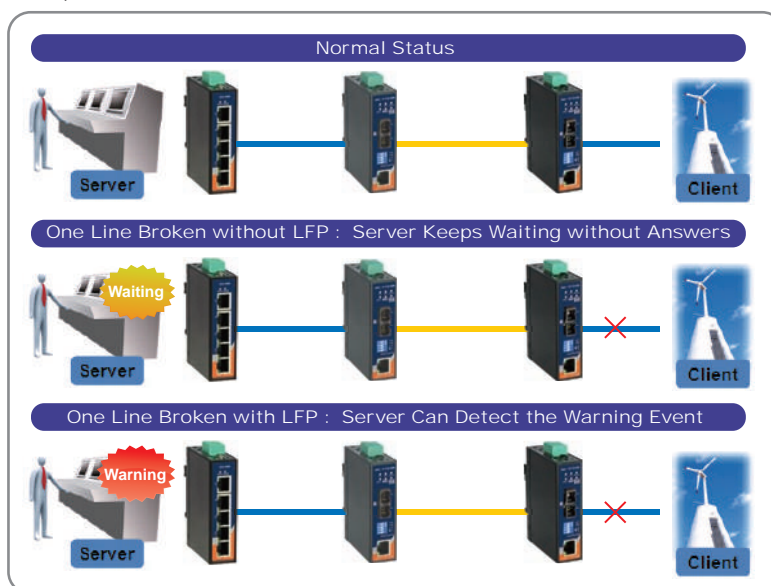 Normal Status
Server
Client
One Line Broken without LFP : Server Keeps Waiting without Answers
Waiting
Server
Client
One Line Broken with LFP : Server Can Detect the Warning Event
Warning
Server
Client